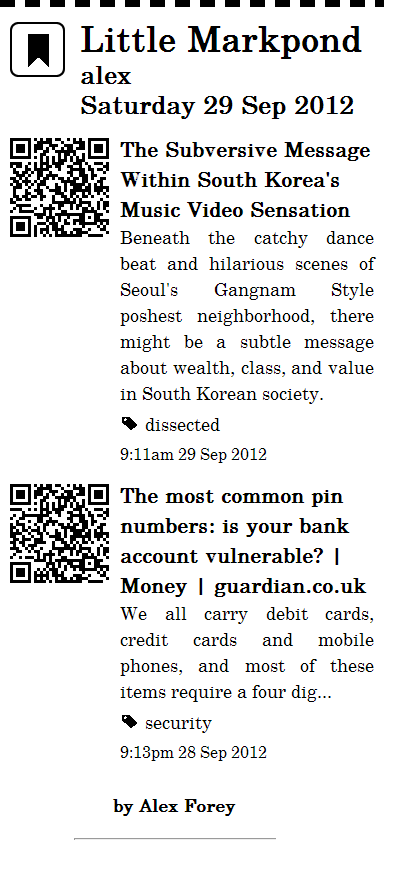 Little Markpond
alex
Saturday 29 Sep 2012
The Subversive Message
Within South Korea's
Music Video Sensation
Beneath the catchy dance
beat and hilarious scenes of
Seoul's Gangnam Style
poshest neighborhood, there
might be a subtle message
about wealth, class, and value
in South Korean society.
dissected
9:11am 29 Sep 2012
The most common pin
numbers: is your bank
account vulnerable? |
Money | guardian.co.uk
We all carry debit cards,
credit cards and mobile
phones, and most of these
items require a four dig...
security
9:13pm 28 Sep 2012
by Alex Forey